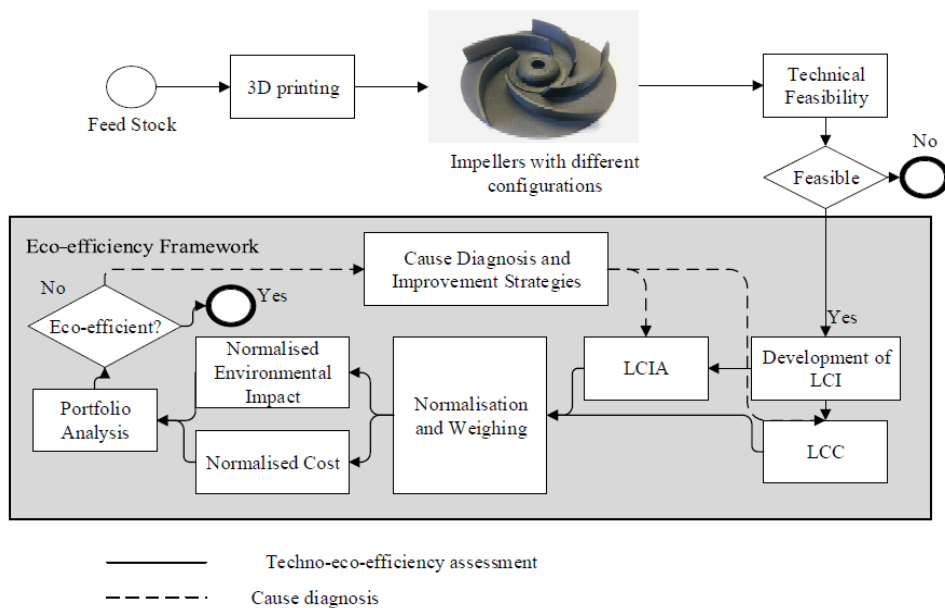 Feed Stock
3D printing
Impellers with different
configurations
Technical
Feasibility
No
Feasible
Eco-efficiency Framework
Cause Diagnosis and
Improvement Strategies
No
Yes
Eco-efficient?
Yes
Normalised
Environmental
Impact
LCIA
Development of
LCI
Portfolio
Analysis
Normalisation
and Weighing
Normalised Cost
LCC
Techno-eco-efficiency assessment
Cause diagnosis